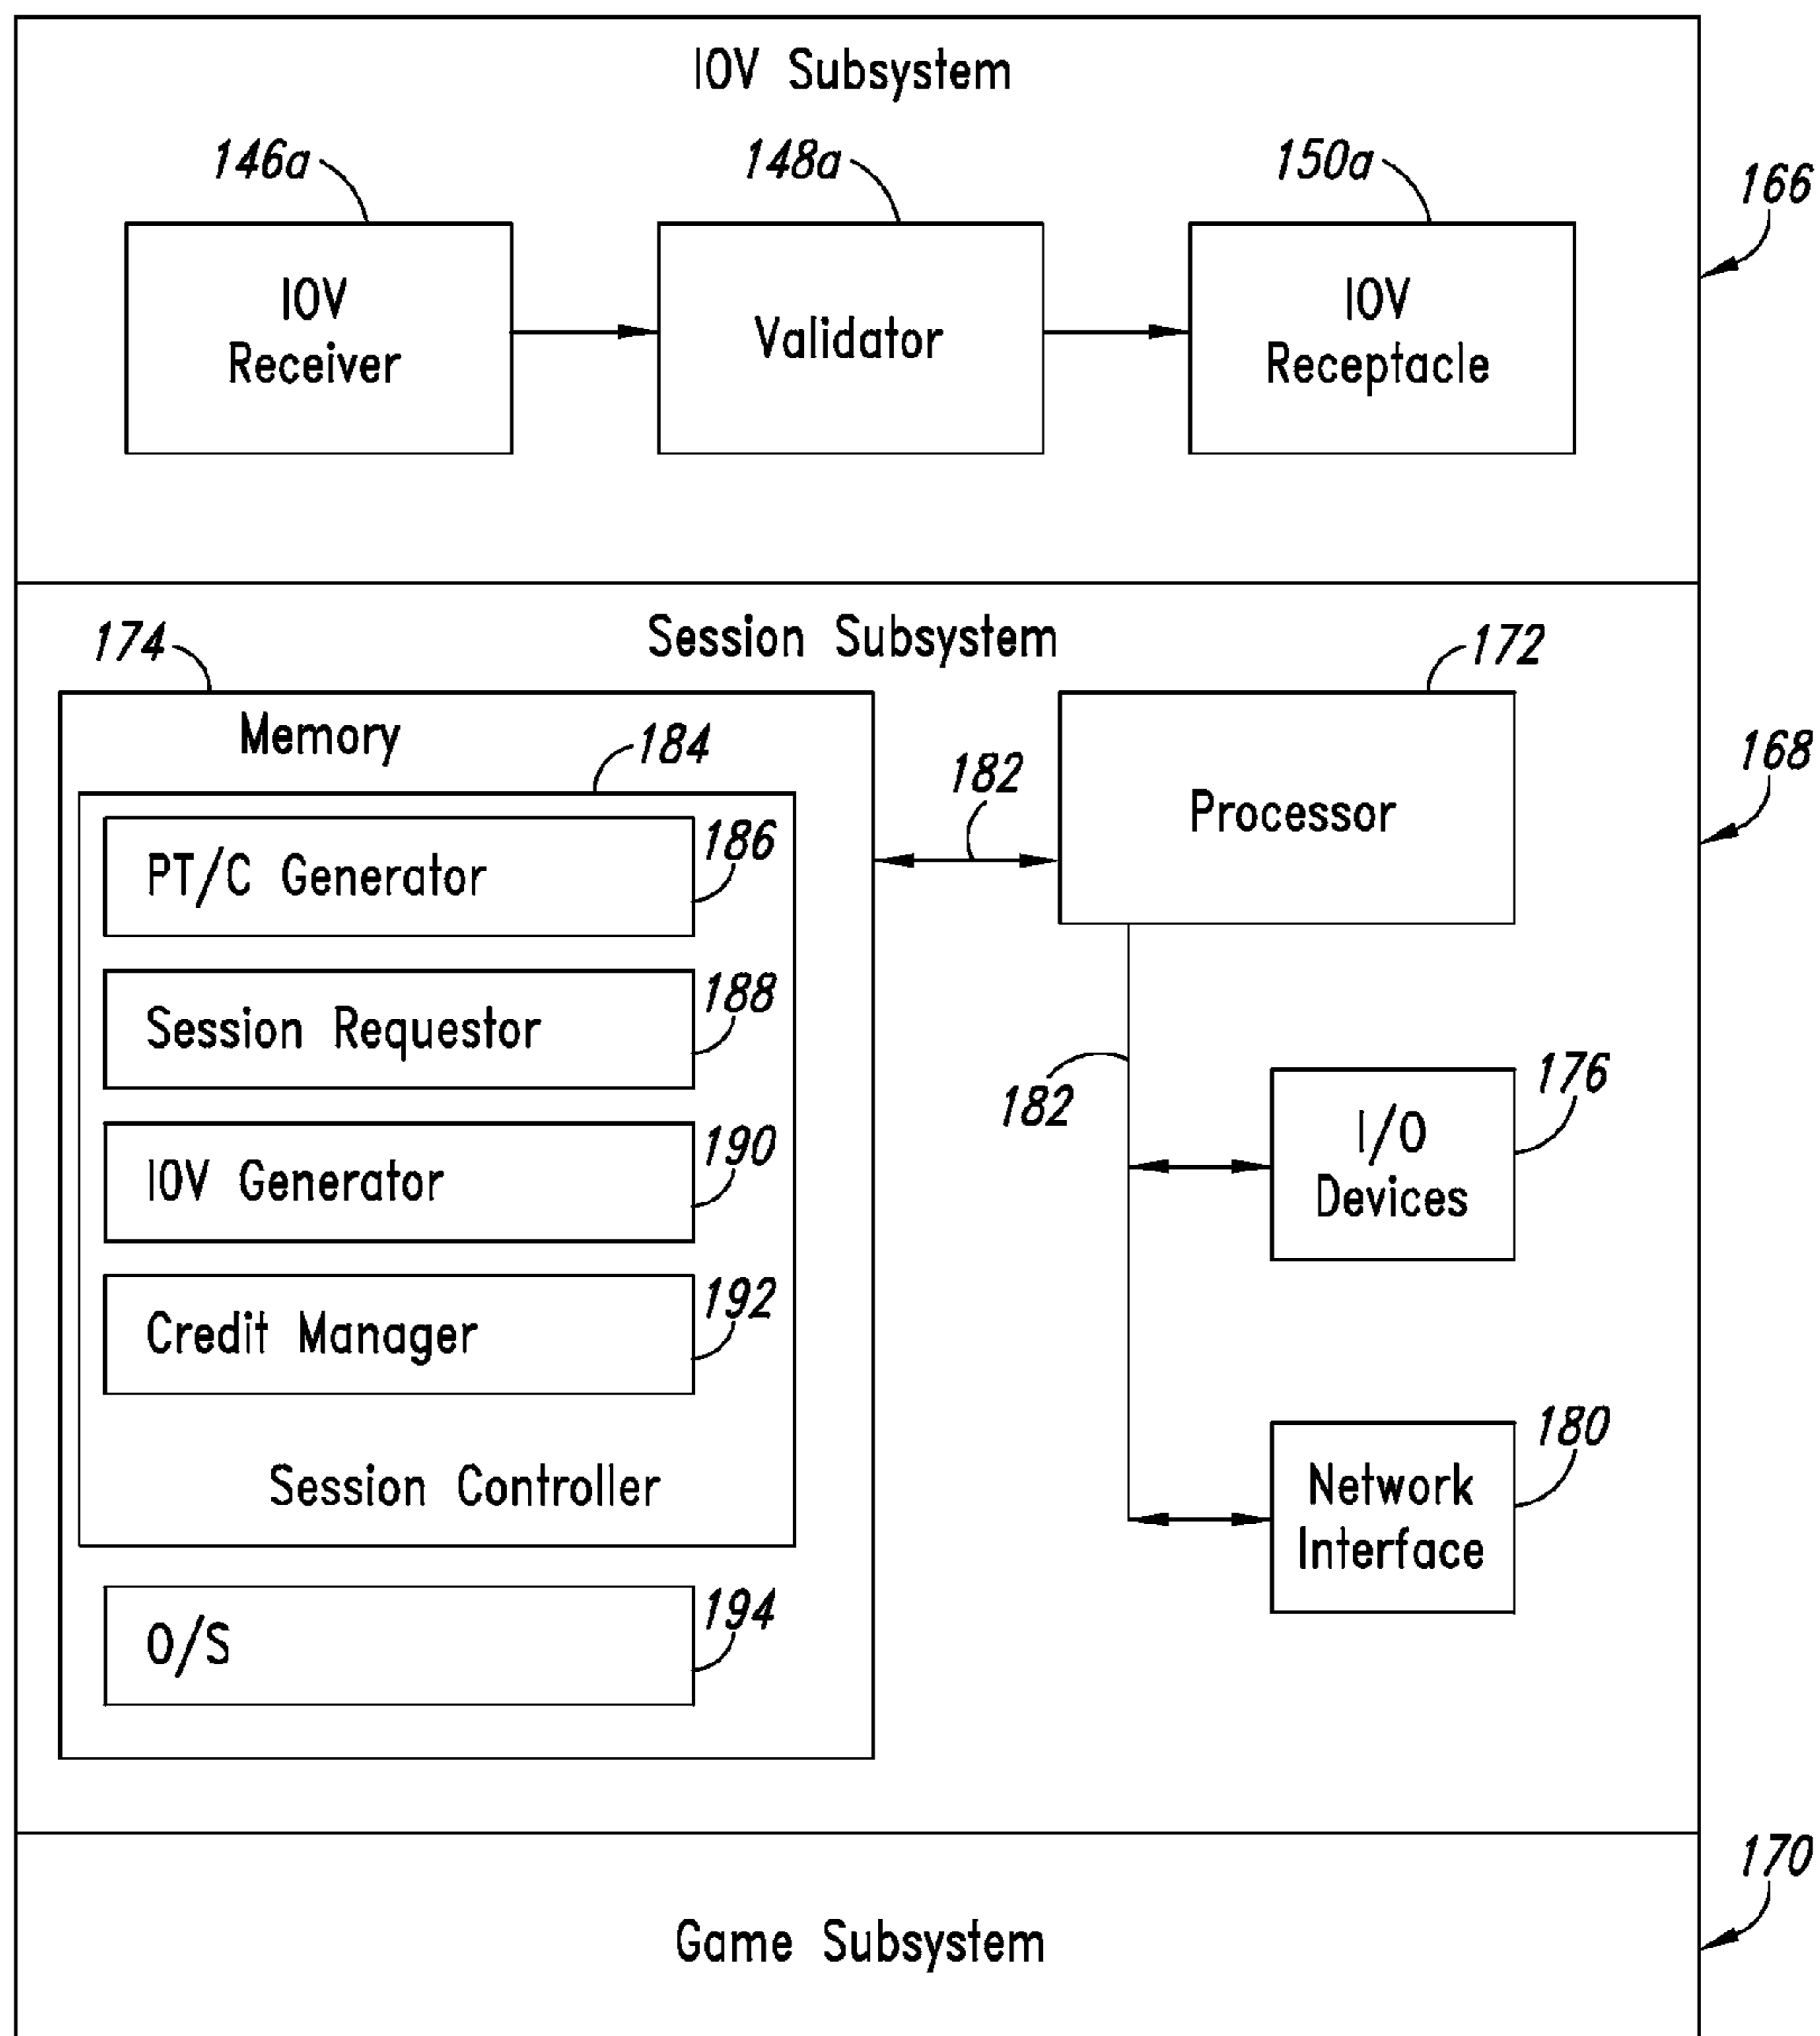 IOV Subsystem
146a
148a
150a
166
IOV
Receiver
Validator
IOV
Receptacle
Session Subsystem
174
172
Memory
184
168
182
Processor
PT/C Generator
186
Session Requestor
188
182
176
I/O
Devices
IOV Generator
190
Credit Manager
192
180
Network
Interface
Session Controller
O/S
194
170
Game Subsystem